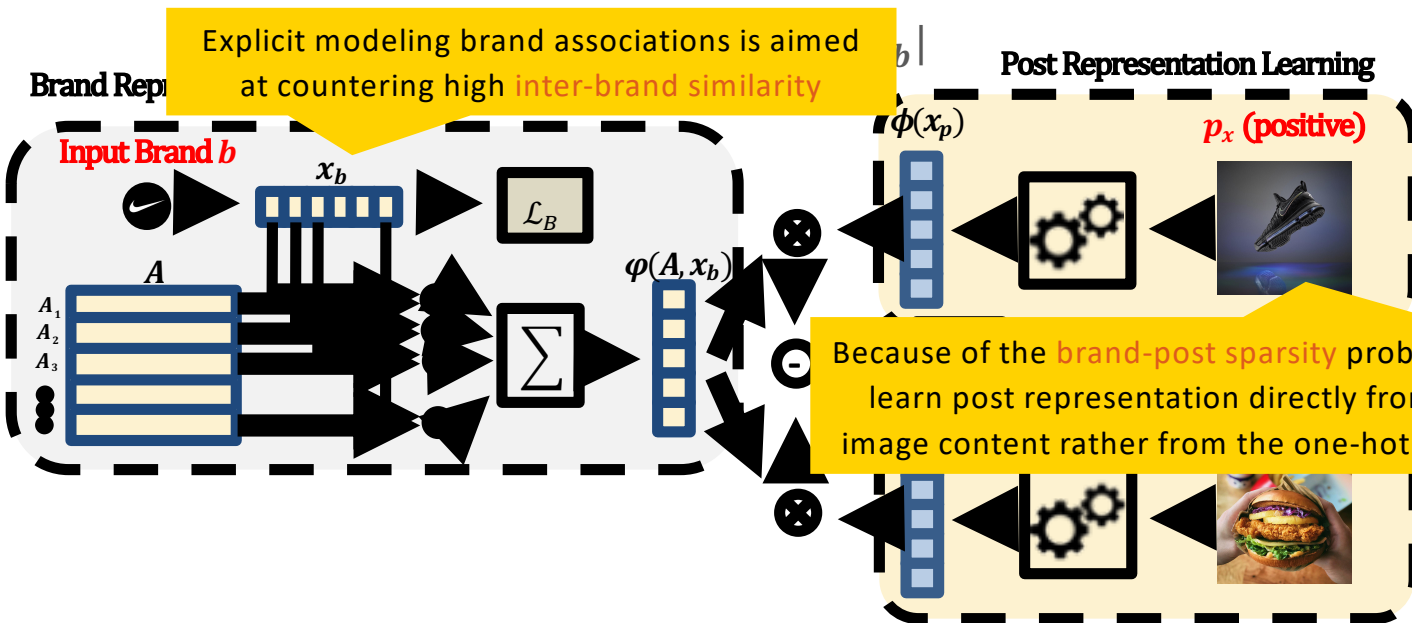 Explicit modeling brand associations is aimed
at countering high inter-brand similarity
b|
Brand Rep
Post Representation Learning
Input Brand b
x_b
ℒ_B
A
A_1
A_2
A_3
φ(A, x_b)
∑
-
ϕ(x_p)
p_x (positive)
Because of the brand-post sparsity prob
learn post representation directly from
image content rather from the one-hot